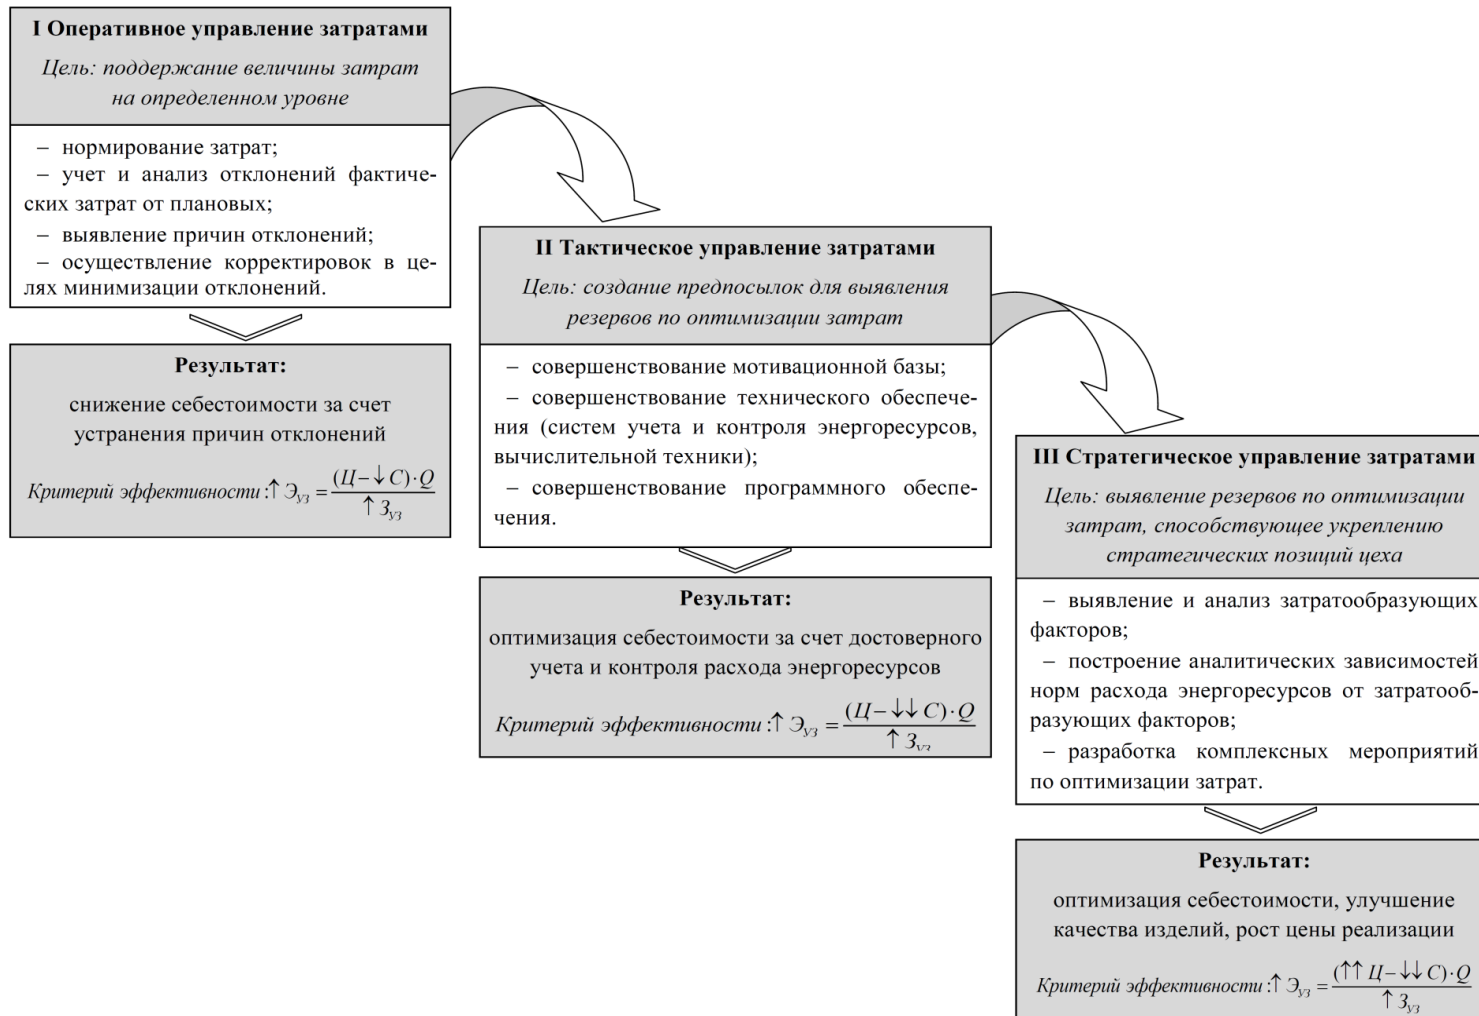 I Оперативное управление затратами
Цель: поддержание величины затрат
на определенном уровне
– нормирование затрат;
– учет и анализ отклонений фактиче-
ских затрат от плановых;
– выявление причин отклонений;
– осуществление корректировок в це-
лях минимизации отклонений.
Результат:
снижение себестоимости за счет
устранения причин отклонений
Критерий эффективности:↑ Э_УЗ = (Ц–↓С)·Q / ↑З_УЗ
II Тактическое управление затратами
Цель: создание предпосылок для выявления
резервов по оптимизации затрат
– совершенствование мотивационной базы;
– совершенствование технического обеспече-
ния (систем учета и контроля энергоресурсов,
вычислительной техники);
– совершенствование программного обеспе-
чения.
Результат:
оптимизация себестоимости за счет достоверного
учета и контроля расхода энергоресурсов
Критерий эффективности:↑ Э_УЗ = (Ц–↓↓С)·Q / ↑З_УЗ
III Стратегическое управление затратами
Цель: выявление резервов по оптимизации
затрат, способствующее укреплению
стратегических позиций цеха
– выявление и анализ затратообразующих
факторов;
– построение аналитических зависимостей
норм расхода энергоресурсов от затратооб-
разующих факторов;
– разработка комплексных мероприятий
по оптимизации затрат.
Результат:
оптимизация себестоимости, улучшение
качества изделий, рост цены реализации
Критерий эффективности:↑ Э_УЗ = (↑↑Ц–↓↓С)·Q / ↑З_УЗ